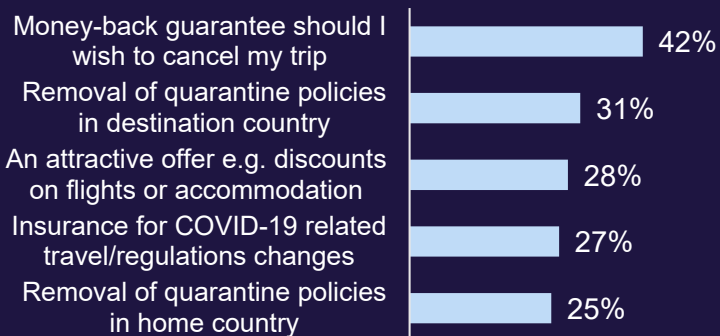 Money-back guarantee should I
wish to cancel my trip
42%
Removal of quarantine policies
in destination country
31%
An attractive offer e.g. discounts
on flights or accommodation
28%
Insurance for COVID-19 related
travel/regulations changes
27%
Removal of quarantine policies
in home country
25%